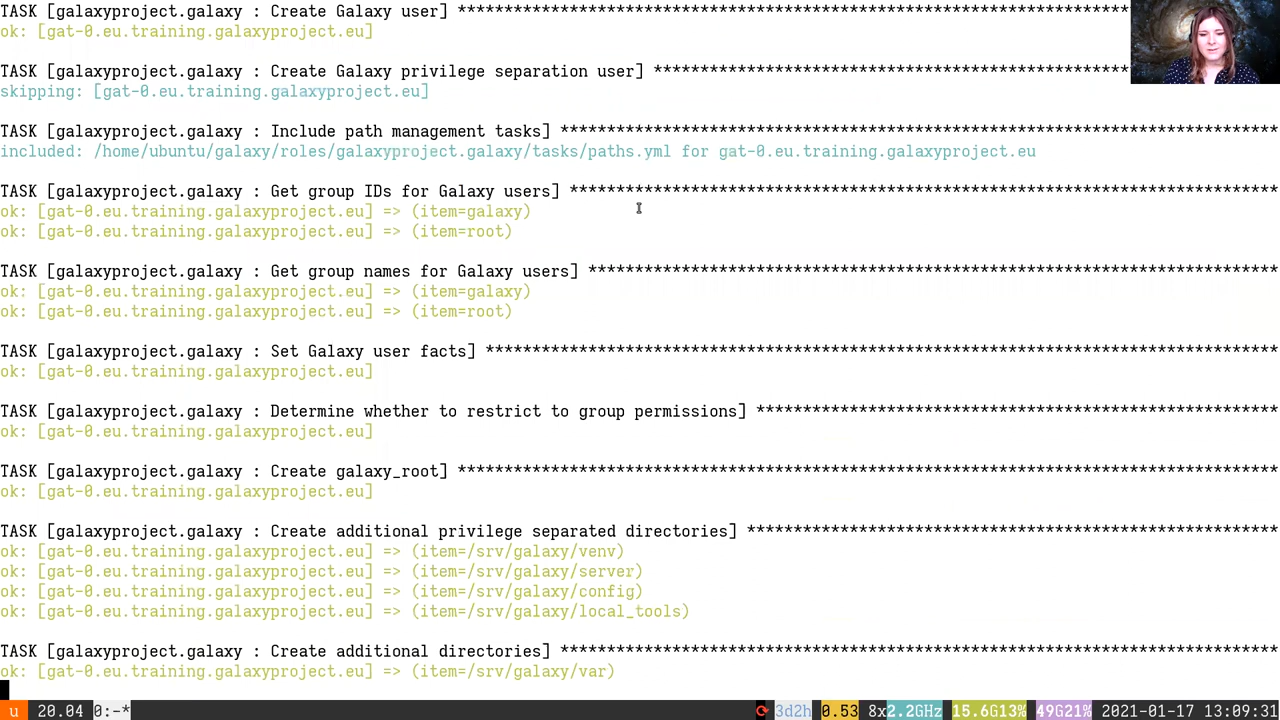 TASK [galaxyproject.galaxy : Create Galaxy user] ************************************************************************
ok: [gat-0.eu.training.galaxyproject.eu]
TASK [galaxyproject.galaxy : Create Galaxy privilege separation user] ***************************************************
skipping: [gat-0.eu.training.galaxyproject.eu]
TASK [galaxyproject.galaxy : Include path management tasks] *****************************************************************************
included: /home/ubuntu/galaxy/roles/galaxyproject.galaxy/tasks/paths.yml for gat-0.eu.training.galaxyproject.eu
TASK [galaxyproject.galaxy : Get group IDs for Galaxy users] ****************************************************************************
ok: [gat-0.eu.training.galaxyproject.eu] => (item=galaxy)
ok: [gat-0.eu.training.galaxyproject.eu] => (item=root)
TASK [galaxyproject.galaxy : Get group names for Galaxy users] **************************************************************************
ok: [gat-0.eu.training.galaxyproject.eu] => (item=galaxy)
ok: [gat-0.eu.training.galaxyproject.eu] => (item=root)
TASK [galaxyproject.galaxy : Set Galaxy user facts] *************************************************************************************
ok: [gat-0.eu.training.galaxyproject.eu]
TASK [galaxyproject.galaxy : Determine whether to restrict to group permissions] ********************************************************
ok: [gat-0.eu.training.galaxyproject.eu]
TASK [galaxyproject.galaxy : Create galaxy_root] ****************************************************************************************
ok: [gat-0.eu.training.galaxyproject.eu]
TASK [galaxyproject.galaxy : Create additional privilege separated directories] *********************************************************
ok: [gat-0.eu.training.galaxyproject.eu] => (item=/srv/galaxy/venv)
ok: [gat-0.eu.training.galaxyproject.eu] => (item=/srv/galaxy/server)
ok: [gat-0.eu.training.galaxyproject.eu] => (item=/srv/galaxy/config)
ok: [gat-0.eu.training.galaxyproject.eu] => (item=/srv/galaxy/local_tools)
TASK [galaxyproject.galaxy : Create additional directories] *****************************************************************************
ok: [gat-0.eu.training.galaxyproject.eu] => (item=/srv/galaxy/var)
u 20.04 0:-* 3d2h 0.53 8x2.2GHz 15.6G13% 49G21% 2021-01-17 13:09:31